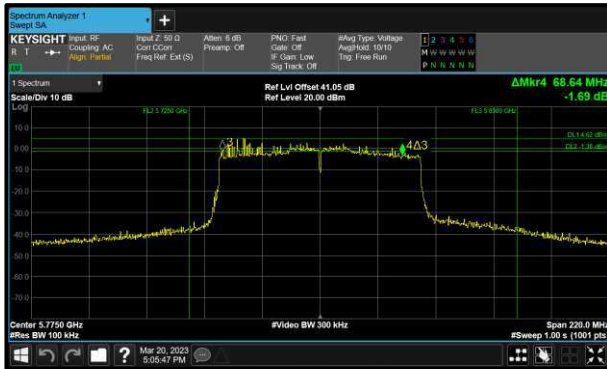 Spectrum Analyzer 1
Swept SA
KEYSIGHT
R T
Input: RF
Coupling: AC
Align: Partial
Input Z: 50 Ω
Corr CCorr
Freq Ref: Ext (S)
Atten: 6 dB
Preamp: Off
PNO: Fast
Gate: Off
IF Gain: Low
Sig Track: Off
#Avg Type: Voltage
Avg|Hold: 10/10
Trig: Free Run
1 2 3 4 5 6
M W W W W W
P N N N N N
1 Spectrum
Scale/Div 10 dB
Ref Lvl Offset 41.05 dB
Ref Level 20.00 dBm
ΔMkr4 68.64 MHz
-1.69 dB
Log
10.0
0.00
-10.0
-20.0
-30.0
-40.0
-50.0
-60.0
-70.0
3
4Δ3
DL1 4.62 dBm
Center 5.7750 GHz
#Res BW 100 kHz
#Video BW 300 kHz
Span 220.0 MHz
#Sweep 1.00 s (1001 pts)
?
Mar 20, 2023
5:05:47 PM